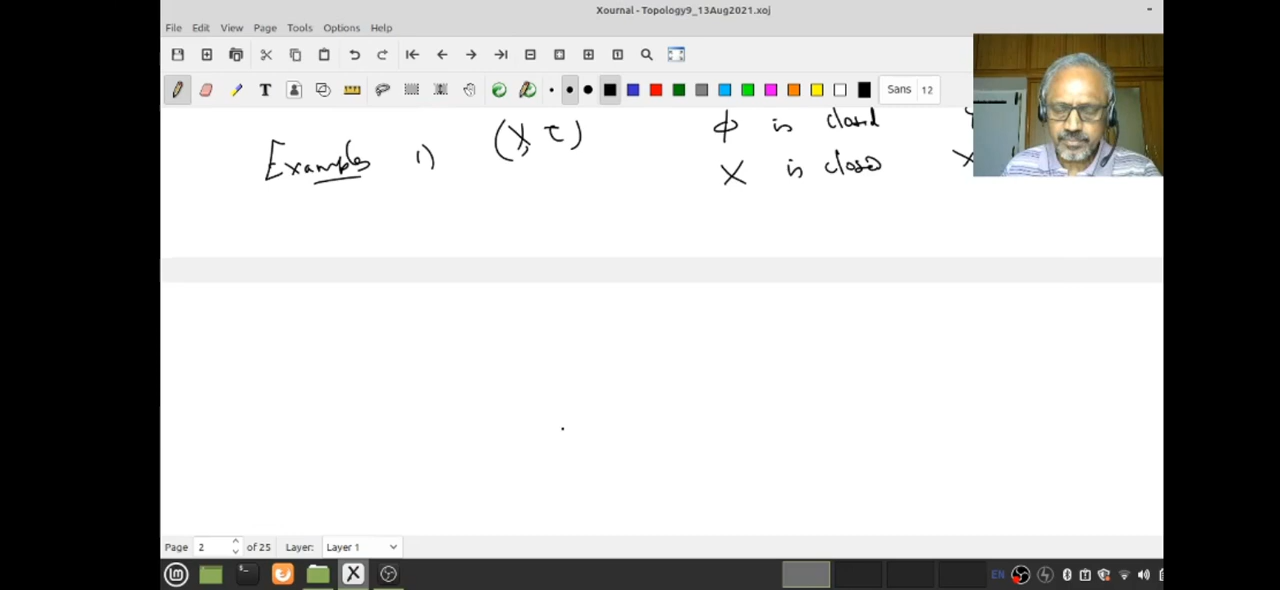 Xournal - Topology9_13Aug2021.xoj
File Edit View Page Tools Options Help
Sans 12
ϕ is closed
Examples 1) (X, τ)
X is closed X
Page 2 of 25 Layer: Layer 1
EN